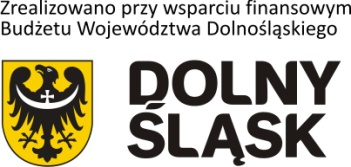 Zrealizowano przy wsparciu finansowym
Budżetu Województwa Dolnośląskiego
DOLNY
ŚLĄSK